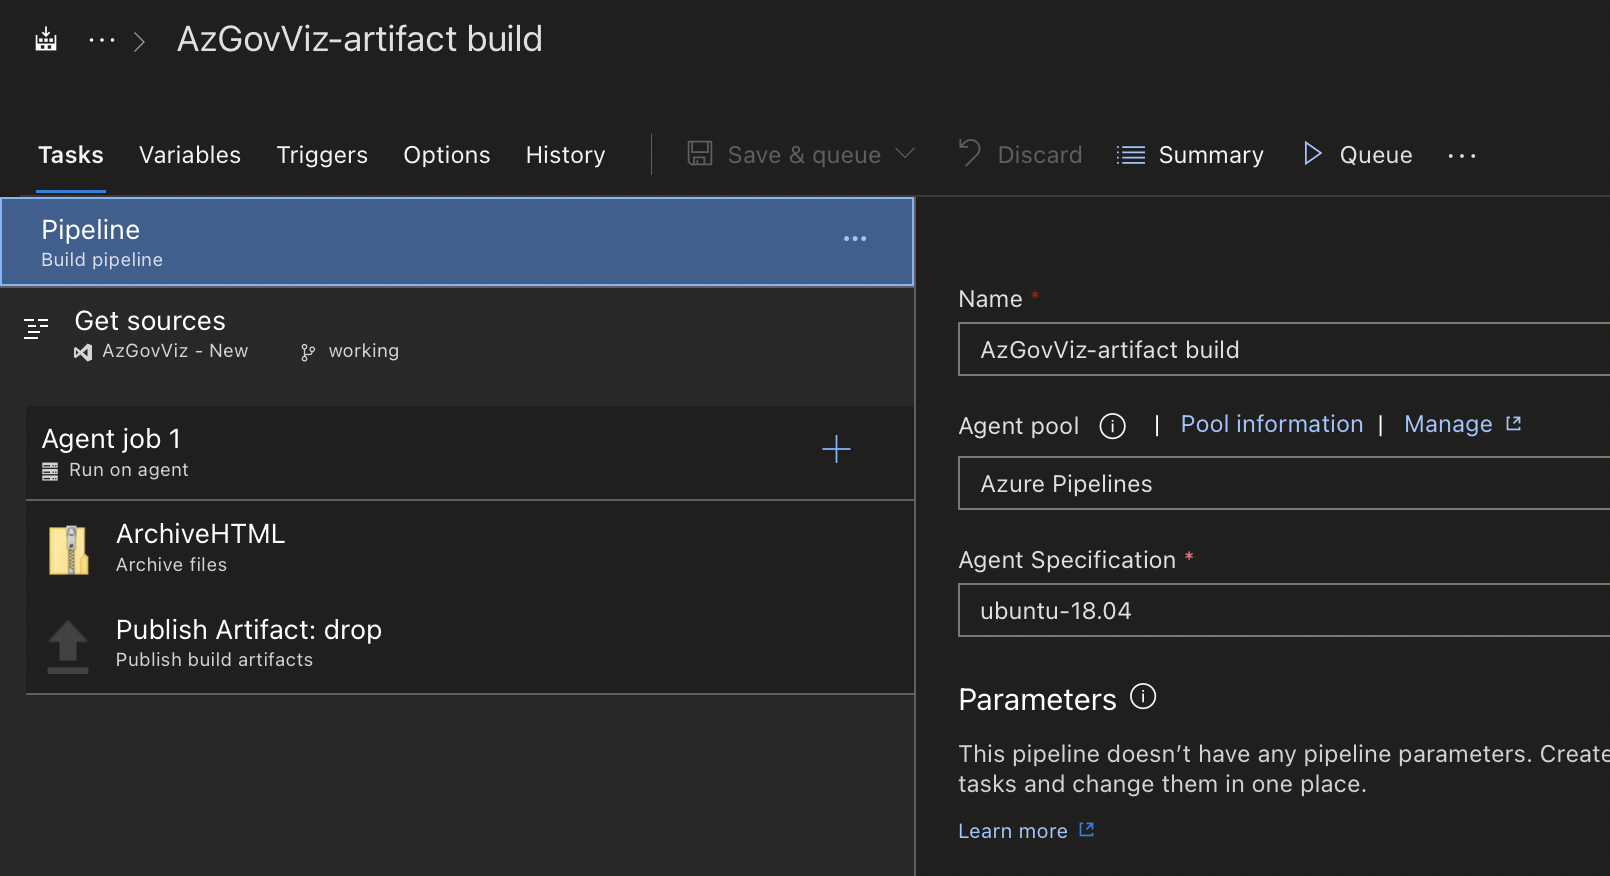 ··· > AzGovViz-artifact build
Tasks Variables Triggers Options History Save & queue Discard Summary Queue ···
Pipeline
Build pipeline
Get sources
AzGovViz - New working
Agent job 1
Run on agent
ArchiveHTML
Archive files
Publish Artifact: drop
Publish build artifacts
Name *
AzGovViz-artifact build
Agent pool | Pool information | Manage
Azure Pipelines
Agent Specification *
ubuntu-18.04
Parameters
This pipeline doesn't have any pipeline parameters. Create
tasks and change them in one place.
Learn more